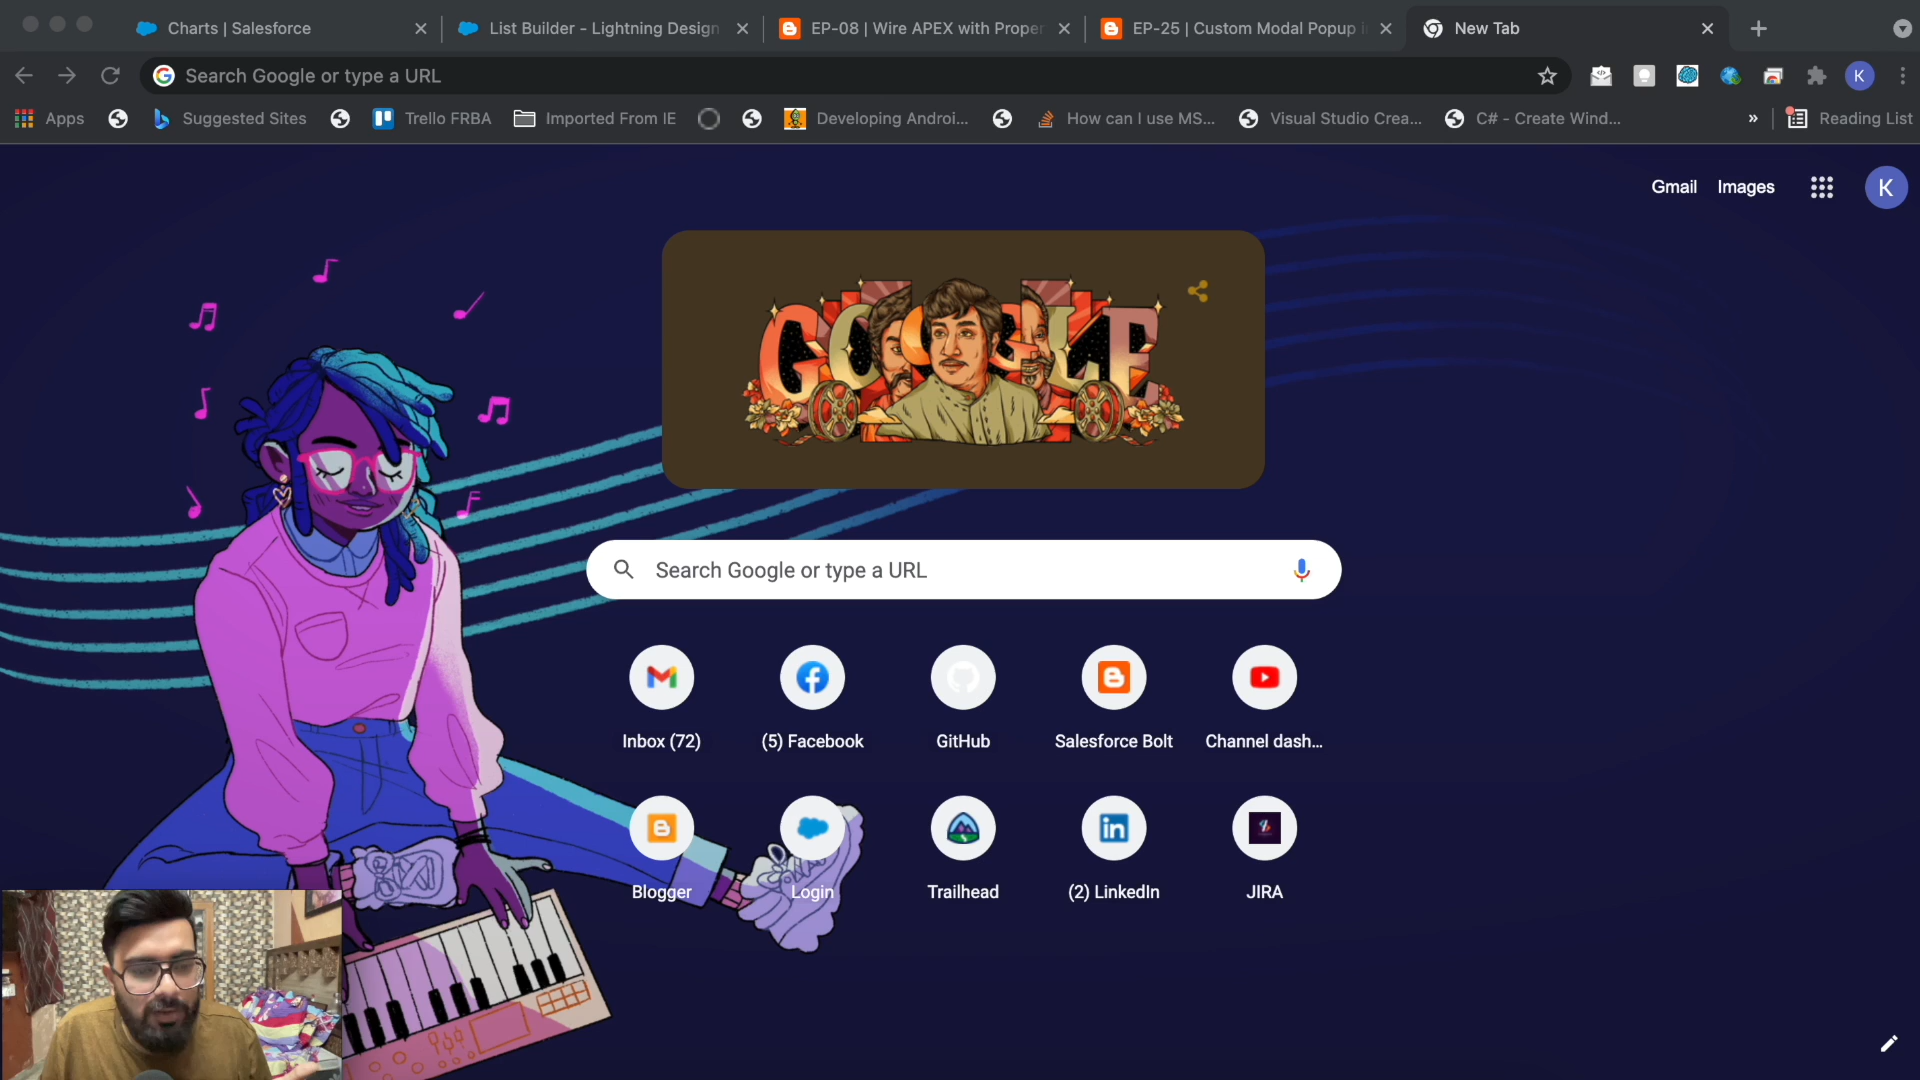 Charts | Salesforce
List Builder - Lightning Design
EP-08 | Wire APEX with Proper
EP-25 | Custom Modal Popup i
New Tab
Search Google or type a URL
K
Apps
Suggested Sites
Trello FRBA
Imported From IE
Developing Androi...
How can I use MS...
Visual Studio Crea...
C# - Create Wind...
»
Reading List
Gmail
Images
K
GOOGLE
Search Google or type a URL
Inbox (72)
(5) Facebook
GitHub
Salesforce Bolt
Channel dash...
Blogger
Login
Trailhead
(2) LinkedIn
JIRA